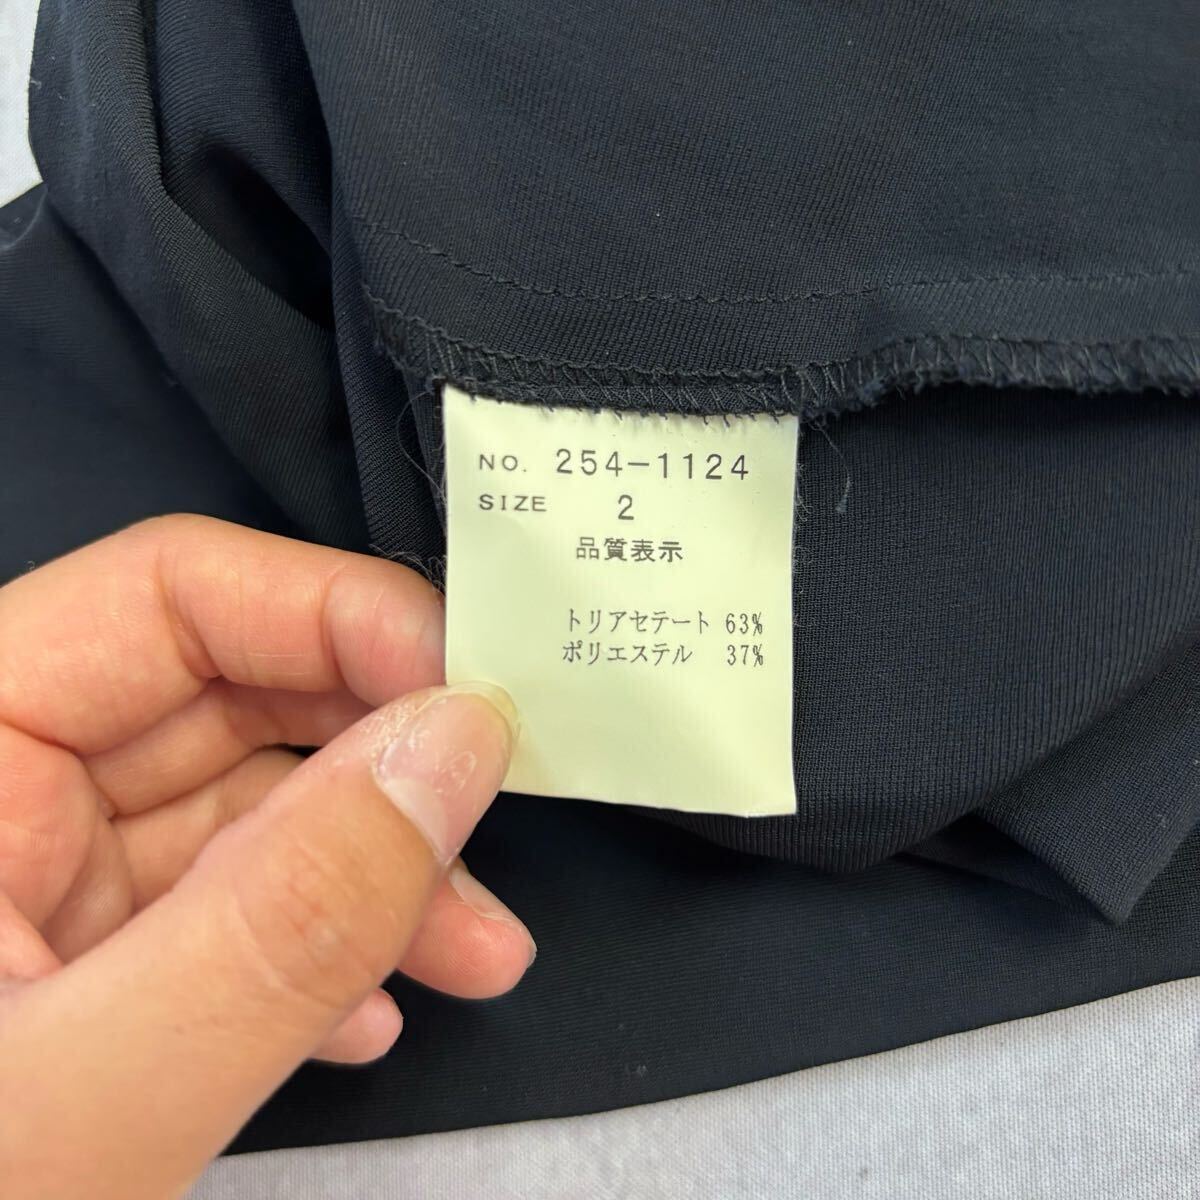 NO. 254-1124
SIZE 2
品質表示
トリアセテート 63%
ポリエステル 37%